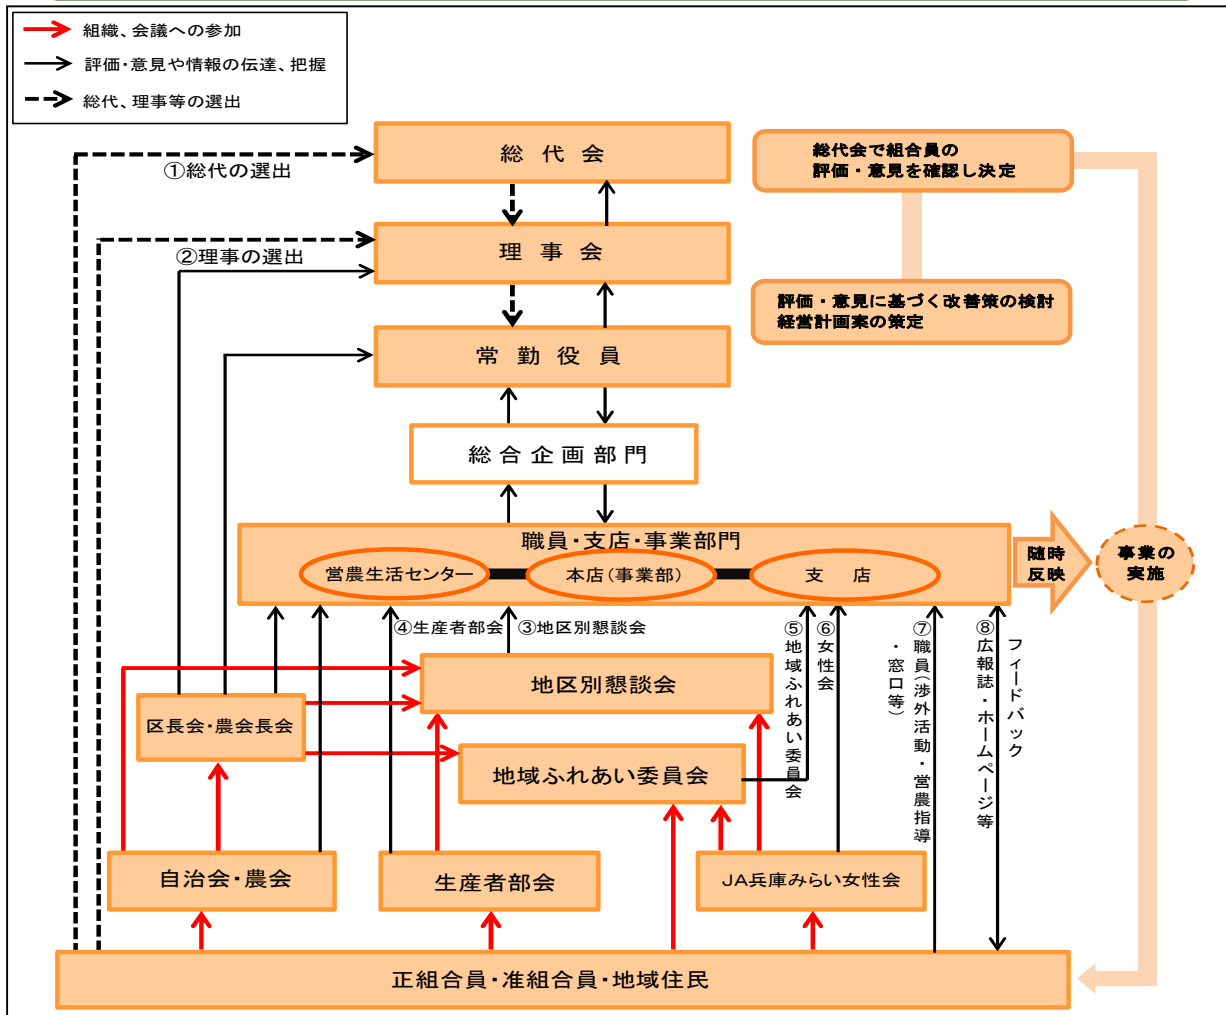 組織、会議への参加
評価・意見や情報の伝達、把握
総代、理事等の選出
総代会
①総代の選出
総代会で組合員の
評価・意見を確認し決定
理事会
②理事の選出
評価・意見に基づく改善策の検討
経営計画案の策定
常勤役員
総合企画部門
職員・支店・事業部門
営農生活センター
本店(事業部)
支店
随時
反映
事業の
実施
④生産者部会
③地区別懇談会
⑤地域ふれあい委員会
⑥女性会
⑦職員(渉外活動・営農指導
・窓口等)
⑧広報誌・ホームページ等
フィードバック
地区別懇談会
区長会・農会長会
地域ふれあい委員会
自治会・農会
生産者部会
JA兵庫みらい女性会
正組合員・准組合員・地域住民